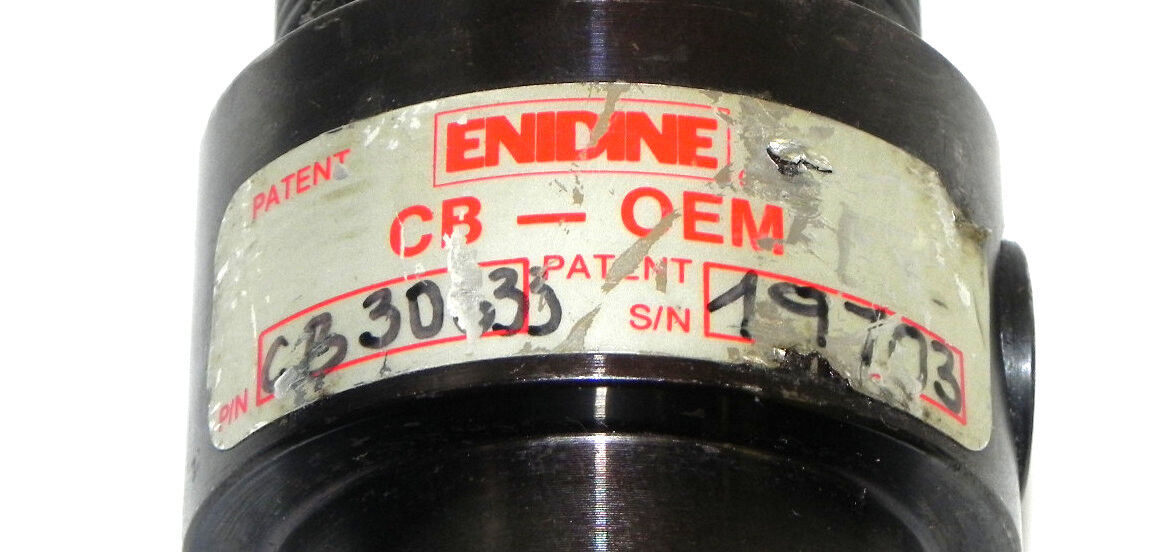 ENIDINE
PATENT
CB — OEM
PATENT
P/N
S/N